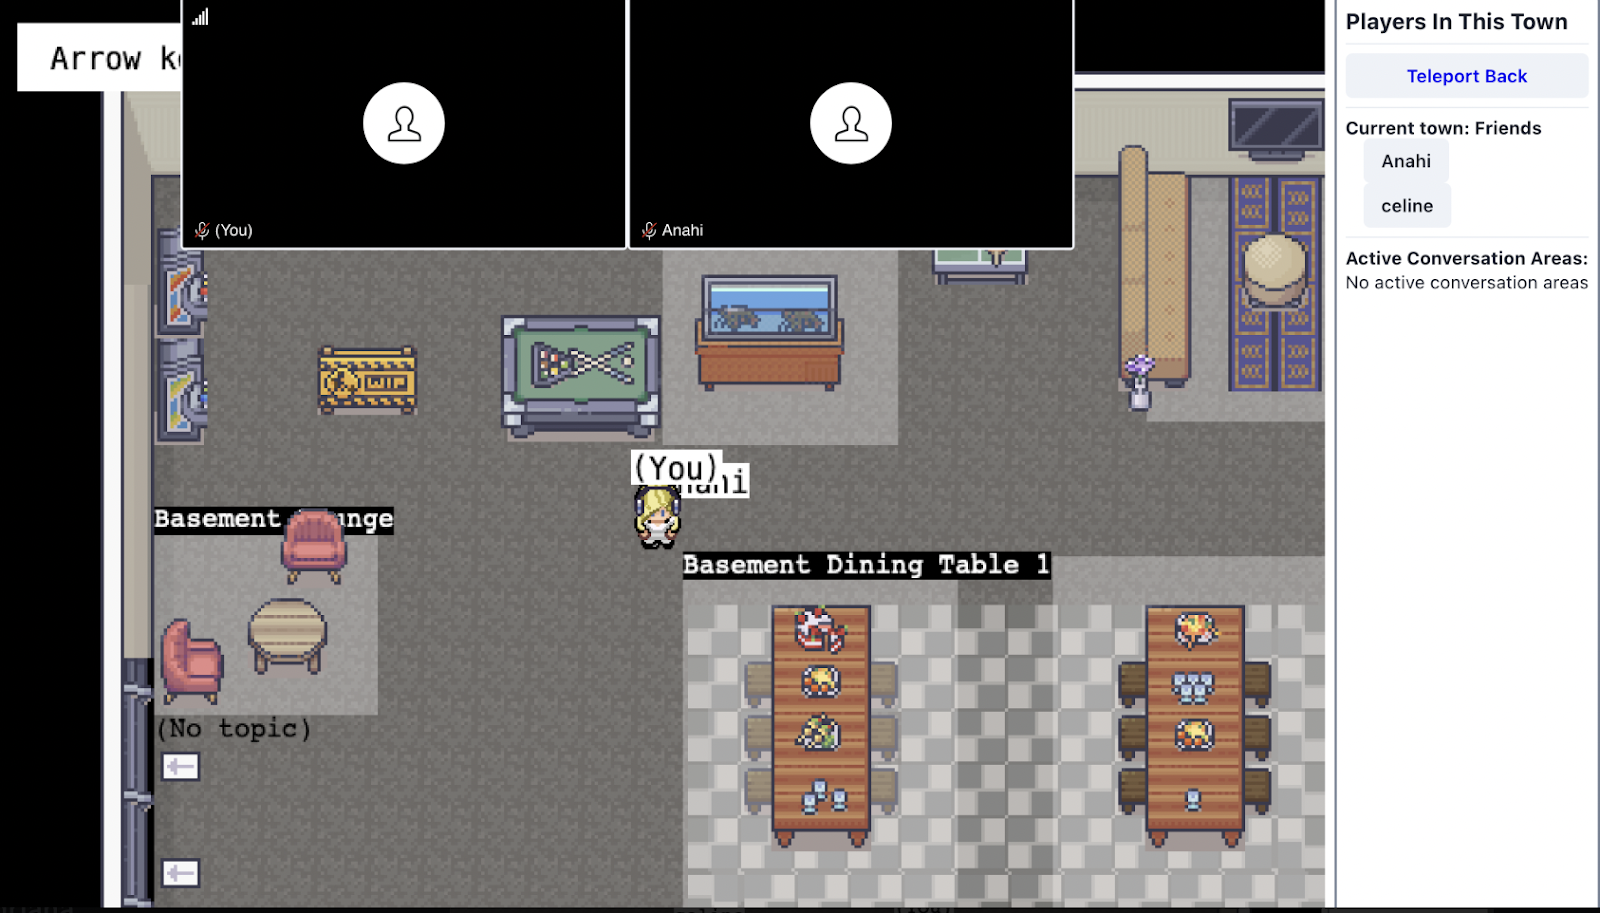 Arrow
(You)
Anahi
Players In This Town
Teleport Back
Current town: Friends
Anahi
celine
Active Conversation Areas:
No active conversation areas
WIP
(You)
Basement
Basement Dining Table 1
(No topic)